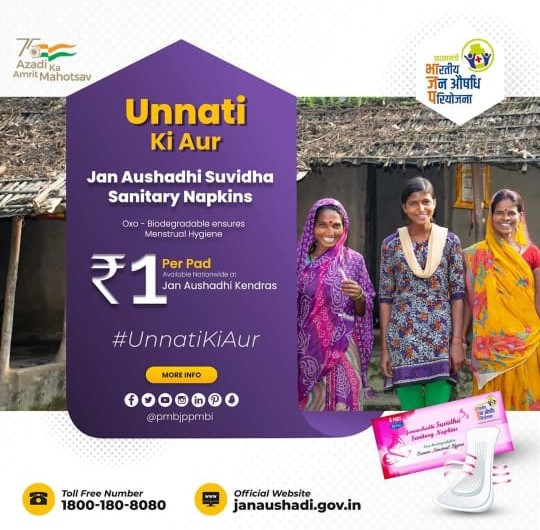 75
Azadi Ka
Amrit Mahotsav
प्रधानमंत्री
भारतीय
जन औषधि
परियोजना
Unnati
Ki Aur
Jan Aushadhi Suvidha
Sanitary Napkins
Oxo - Biodegradable ensures
Menstrual Hygiene
₹1
Per Pad
Available Nationwide at
Jan Aushadhi Kendras
#UnnatiKiAur
MORE INFO
@pmbjppmbi
Janaushadhi Suvidha
Sanitary Napkins
Toll Free Number
1800-180-8080
Official Website
janaushadi.gov.in